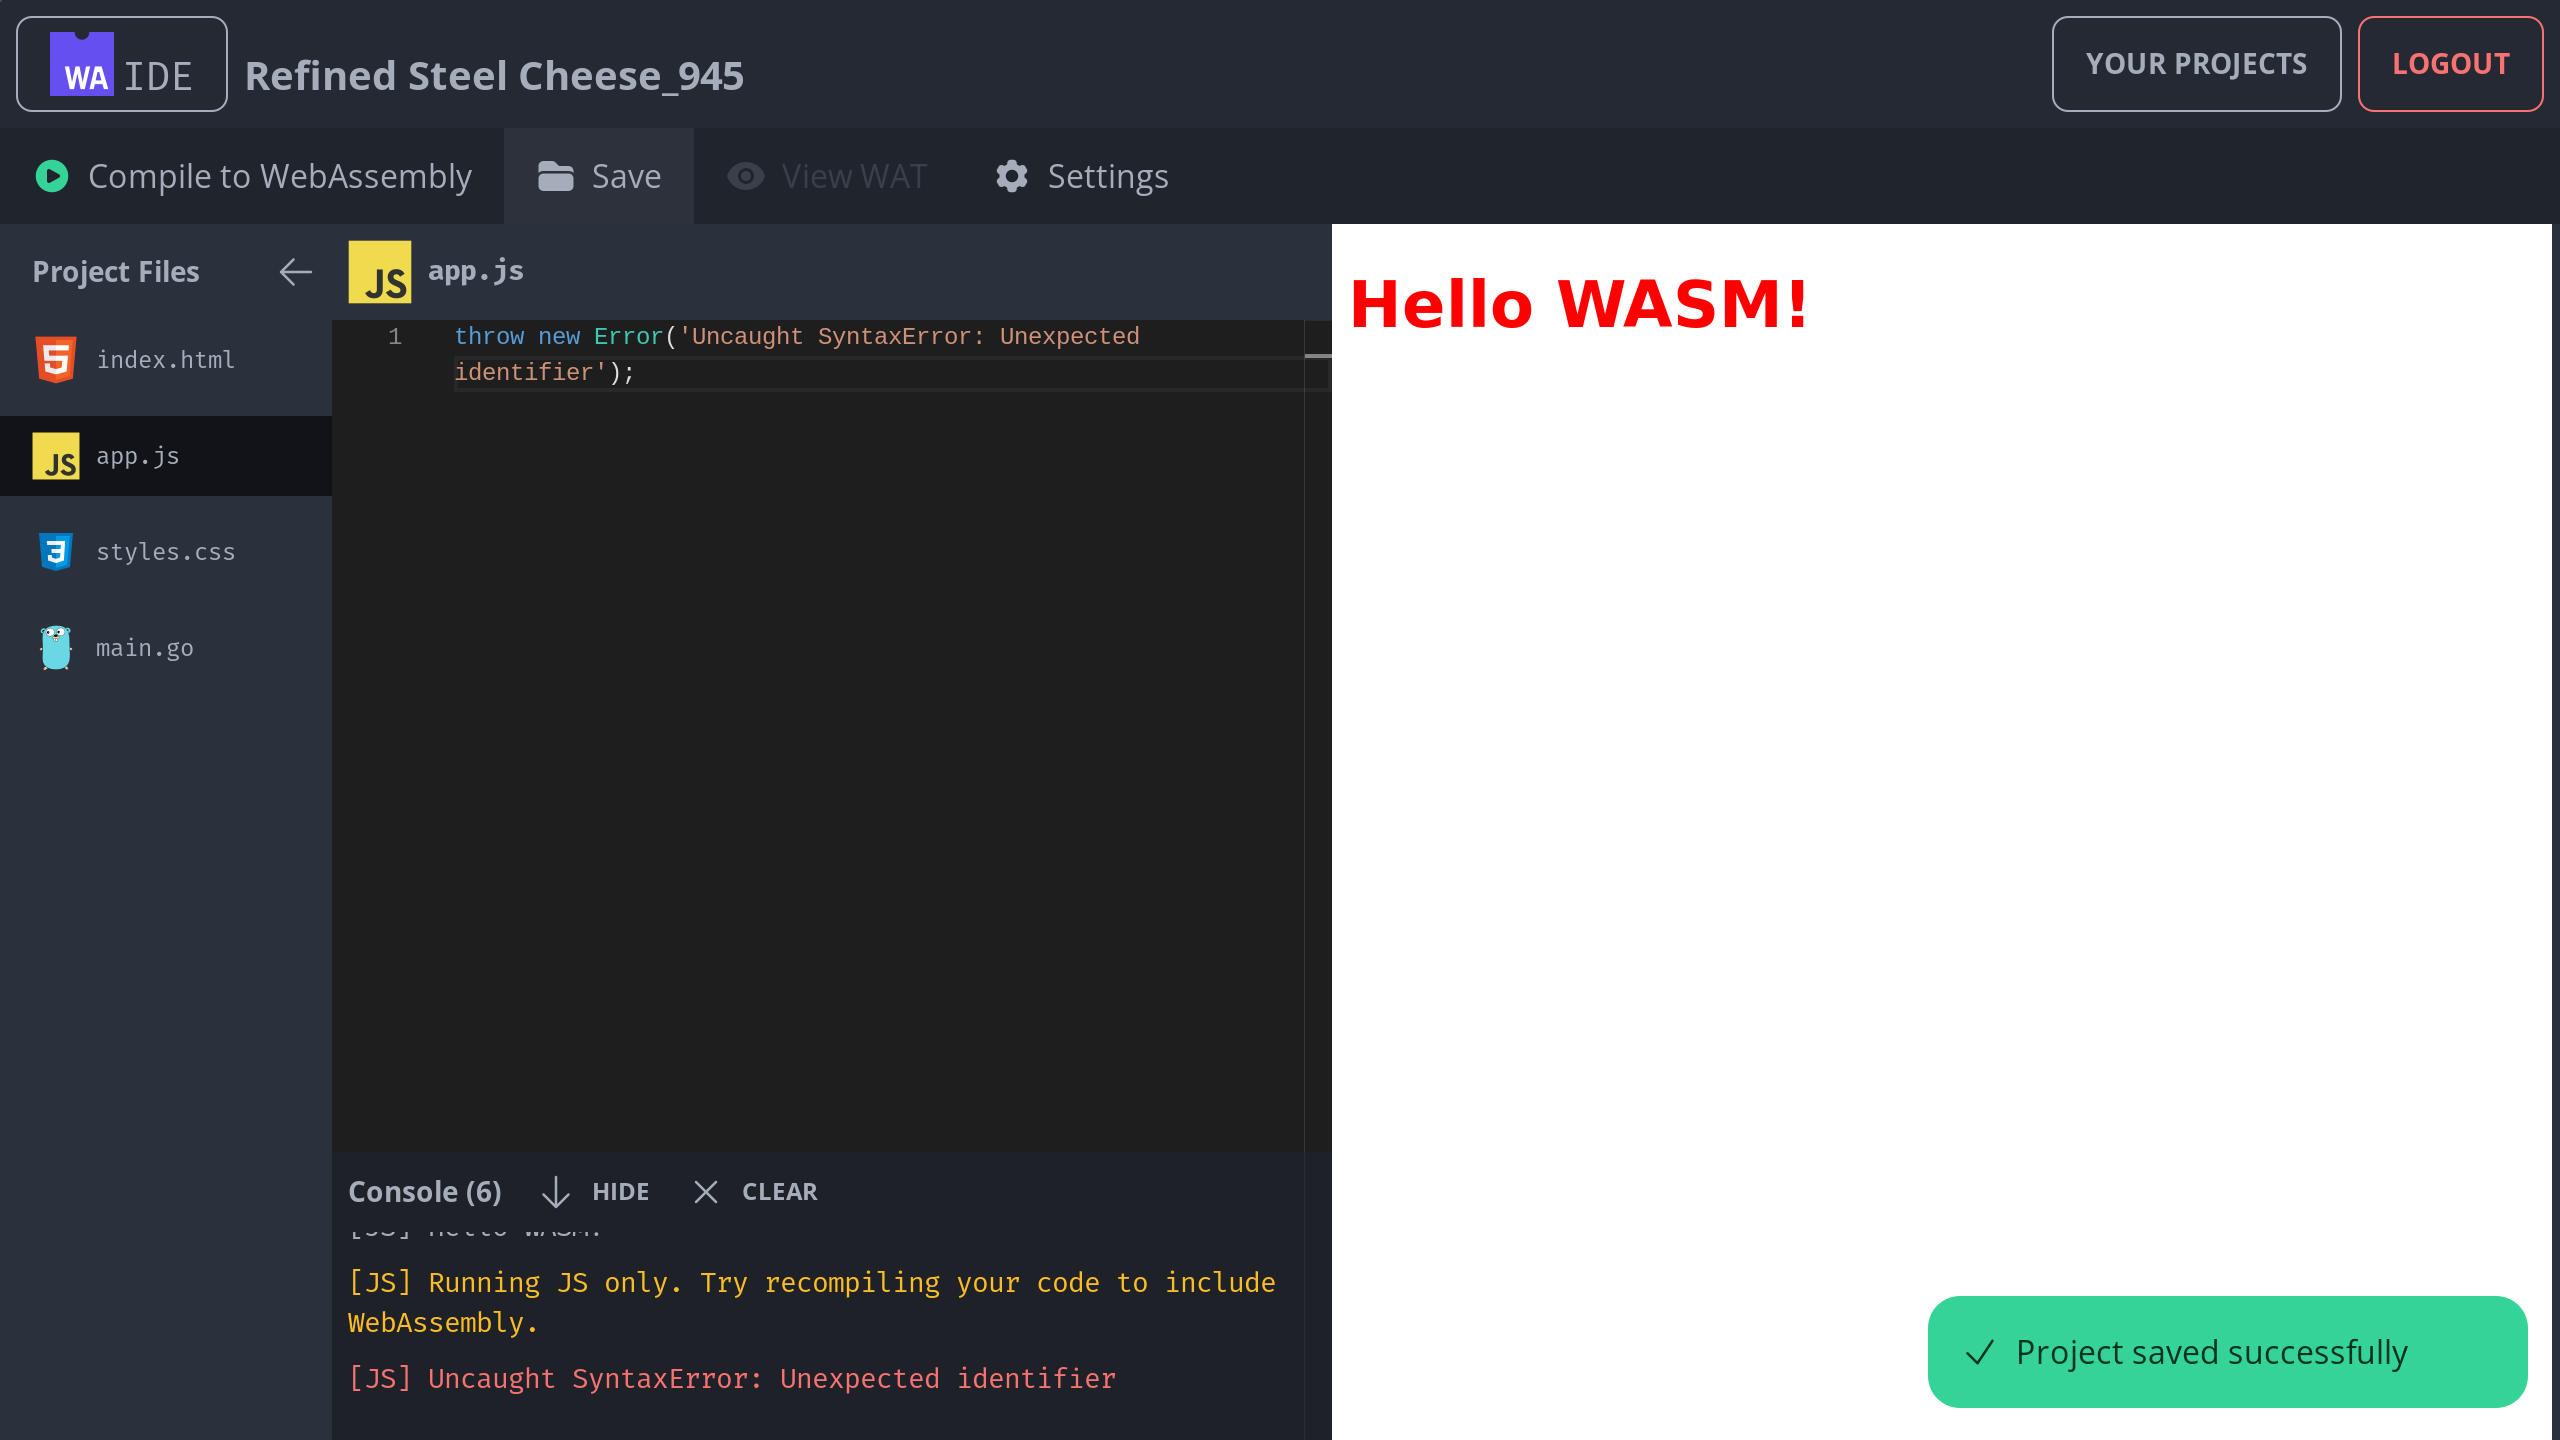 WA IDE
Refined Steel Cheese_945
YOUR PROJECTS
LOGOUT
Compile to WebAssembly
Save
View WAT
Settings
Project Files
index.html
JS app.js
styles.css
main.go
JS app.js
1 throw new Error('Uncaught SyntaxError: Unexpected
identifier');
Console (6)
HIDE
CLEAR
[JS] Hello WASM!
[JS] Running JS only. Try recompiling your code to include
WebAssembly.
[JS] Uncaught SyntaxError: Unexpected identifier
Hello WASM!
Project saved successfully